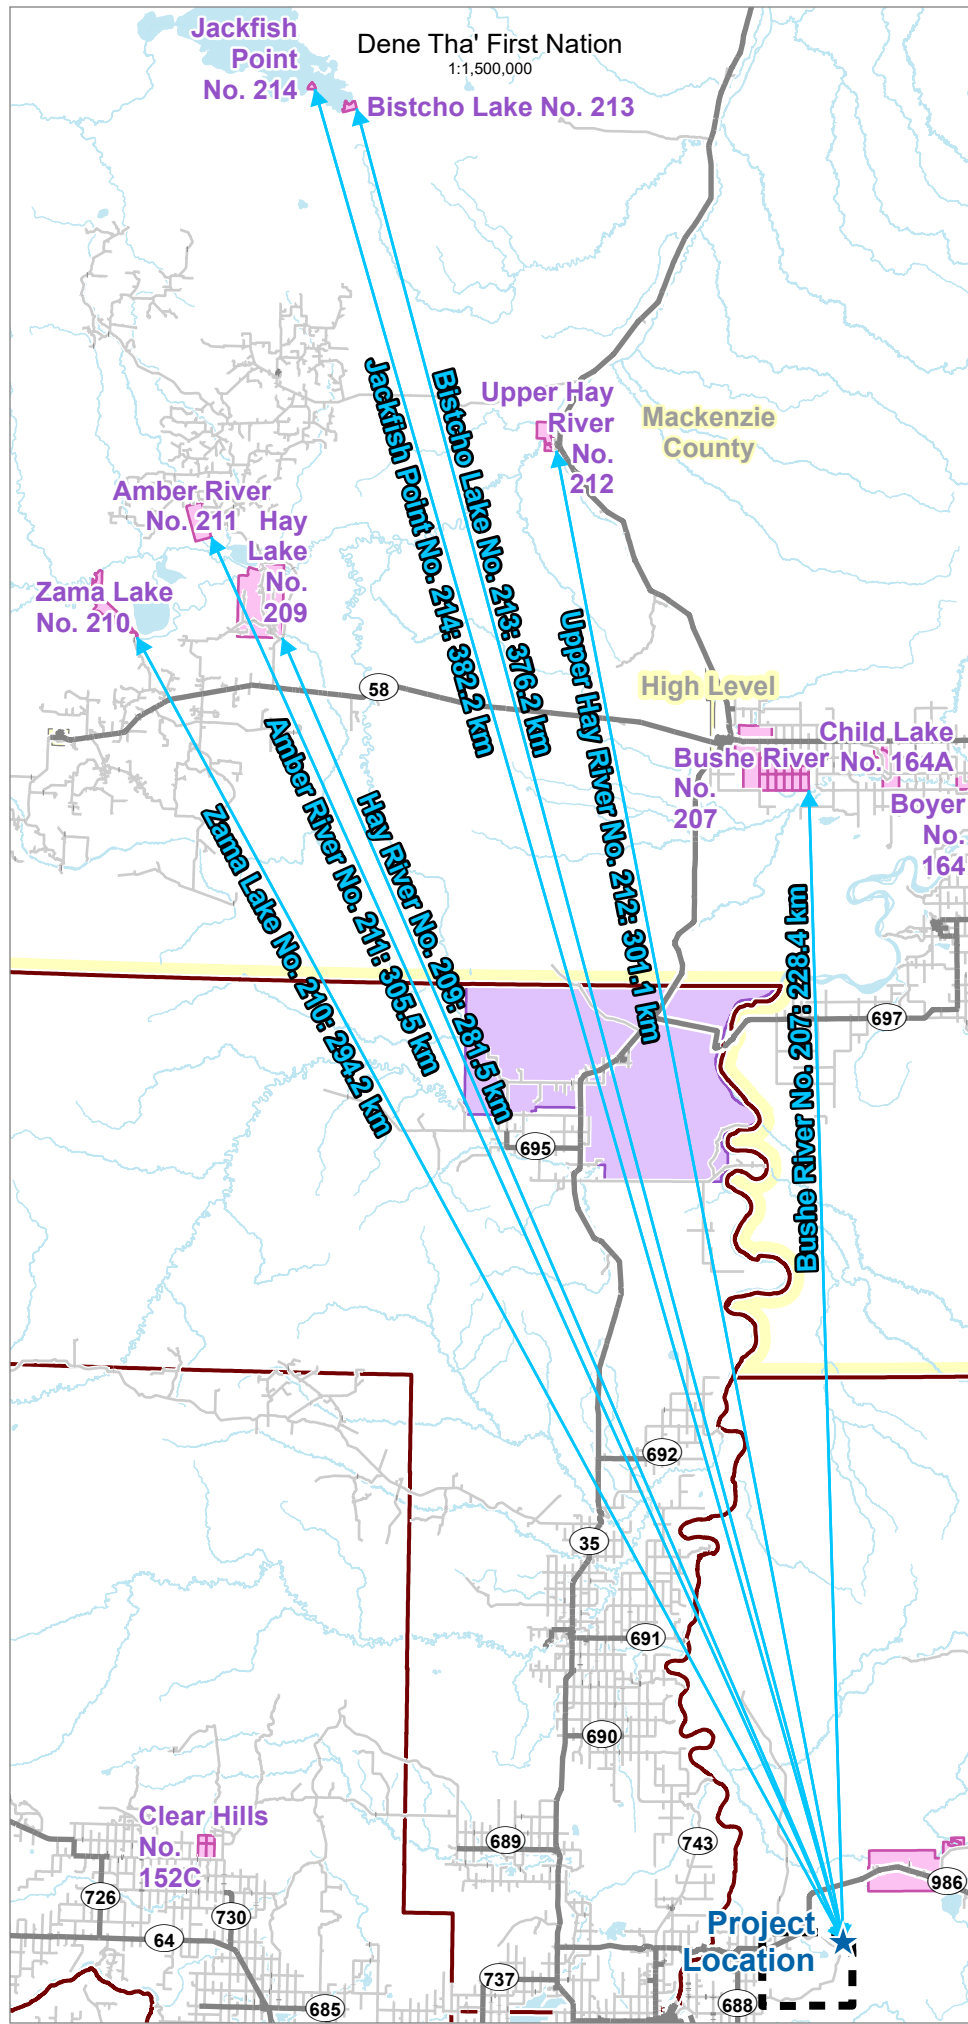 Dene Tha' First Nation
1:1,500,000
Jackfish
Point
No. 214
Bistcho Lake No. 213
Upper Hay
River
No.
212
Mackenzie
County
Amber River
No. 211
Hay
Lake
No.
209
Zama Lake
No. 210
58
High Level
Child Lake
No. 164A
Bushe River
No.
207
Boyer
No.
164
Jackfish Point No. 214: 382.2 km
Bistcho Lake No. 213: 376.2 km
Upper Hay River No. 212: 301.1 km
Hay River No. 209: 281.5 km
Amber River No. 211: 305.5 km
Zama Lake No. 210: 294.2 km
Bushe River No. 207: 228.4 km
697
695
692
35
691
690
Clear Hills
No.
152C
689
743
986
726
730
64
Project
Location
737
685
688